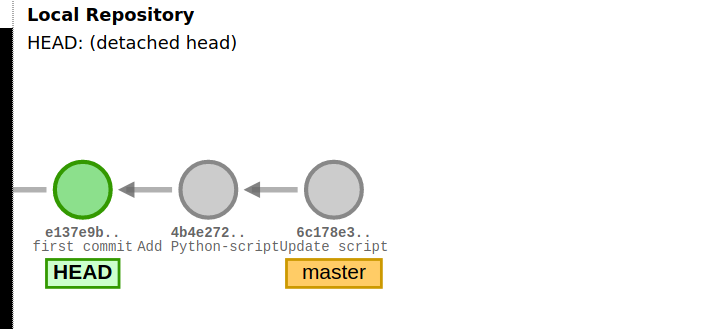 Local Repository
HEAD: (detached head)
e137e9b.. 4b4e272.. 6c178e3..
first commit Add Python-script Update script
HEAD master